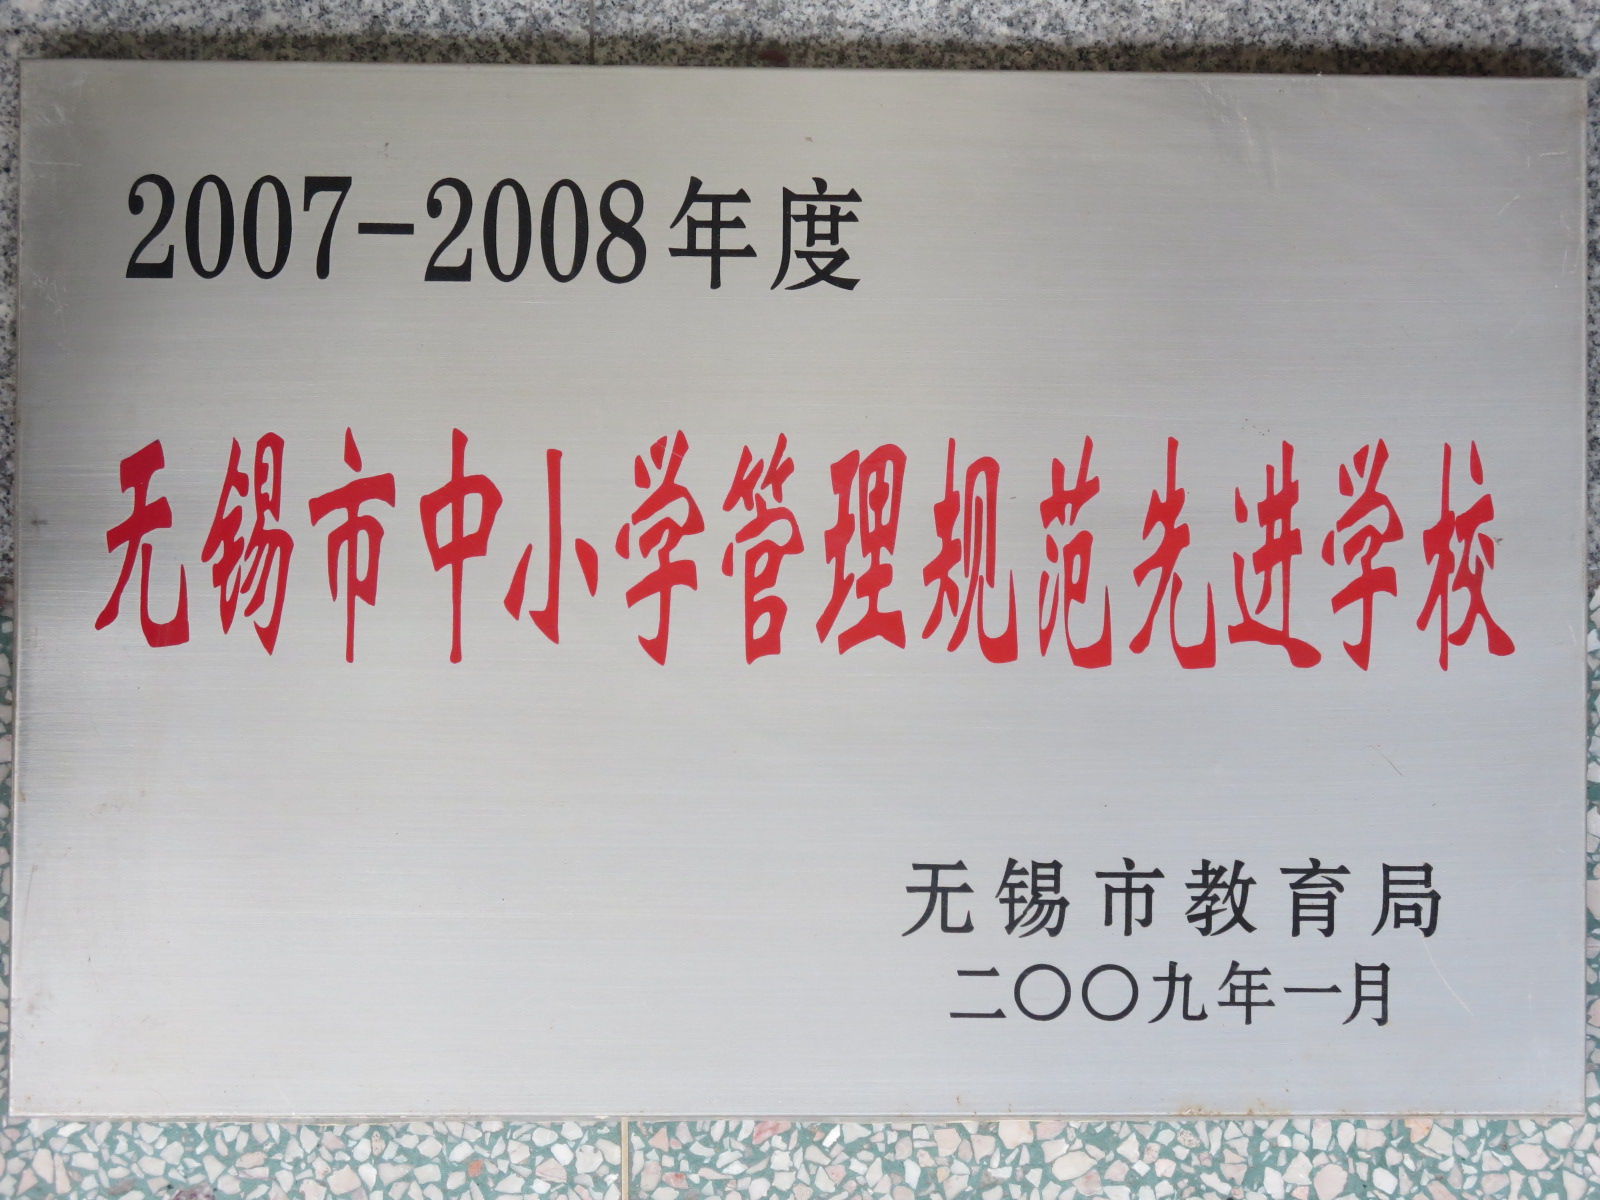 2007-2008年度
无锡市中小学管理规范先进学校
无锡市教育局
二〇〇九年一月